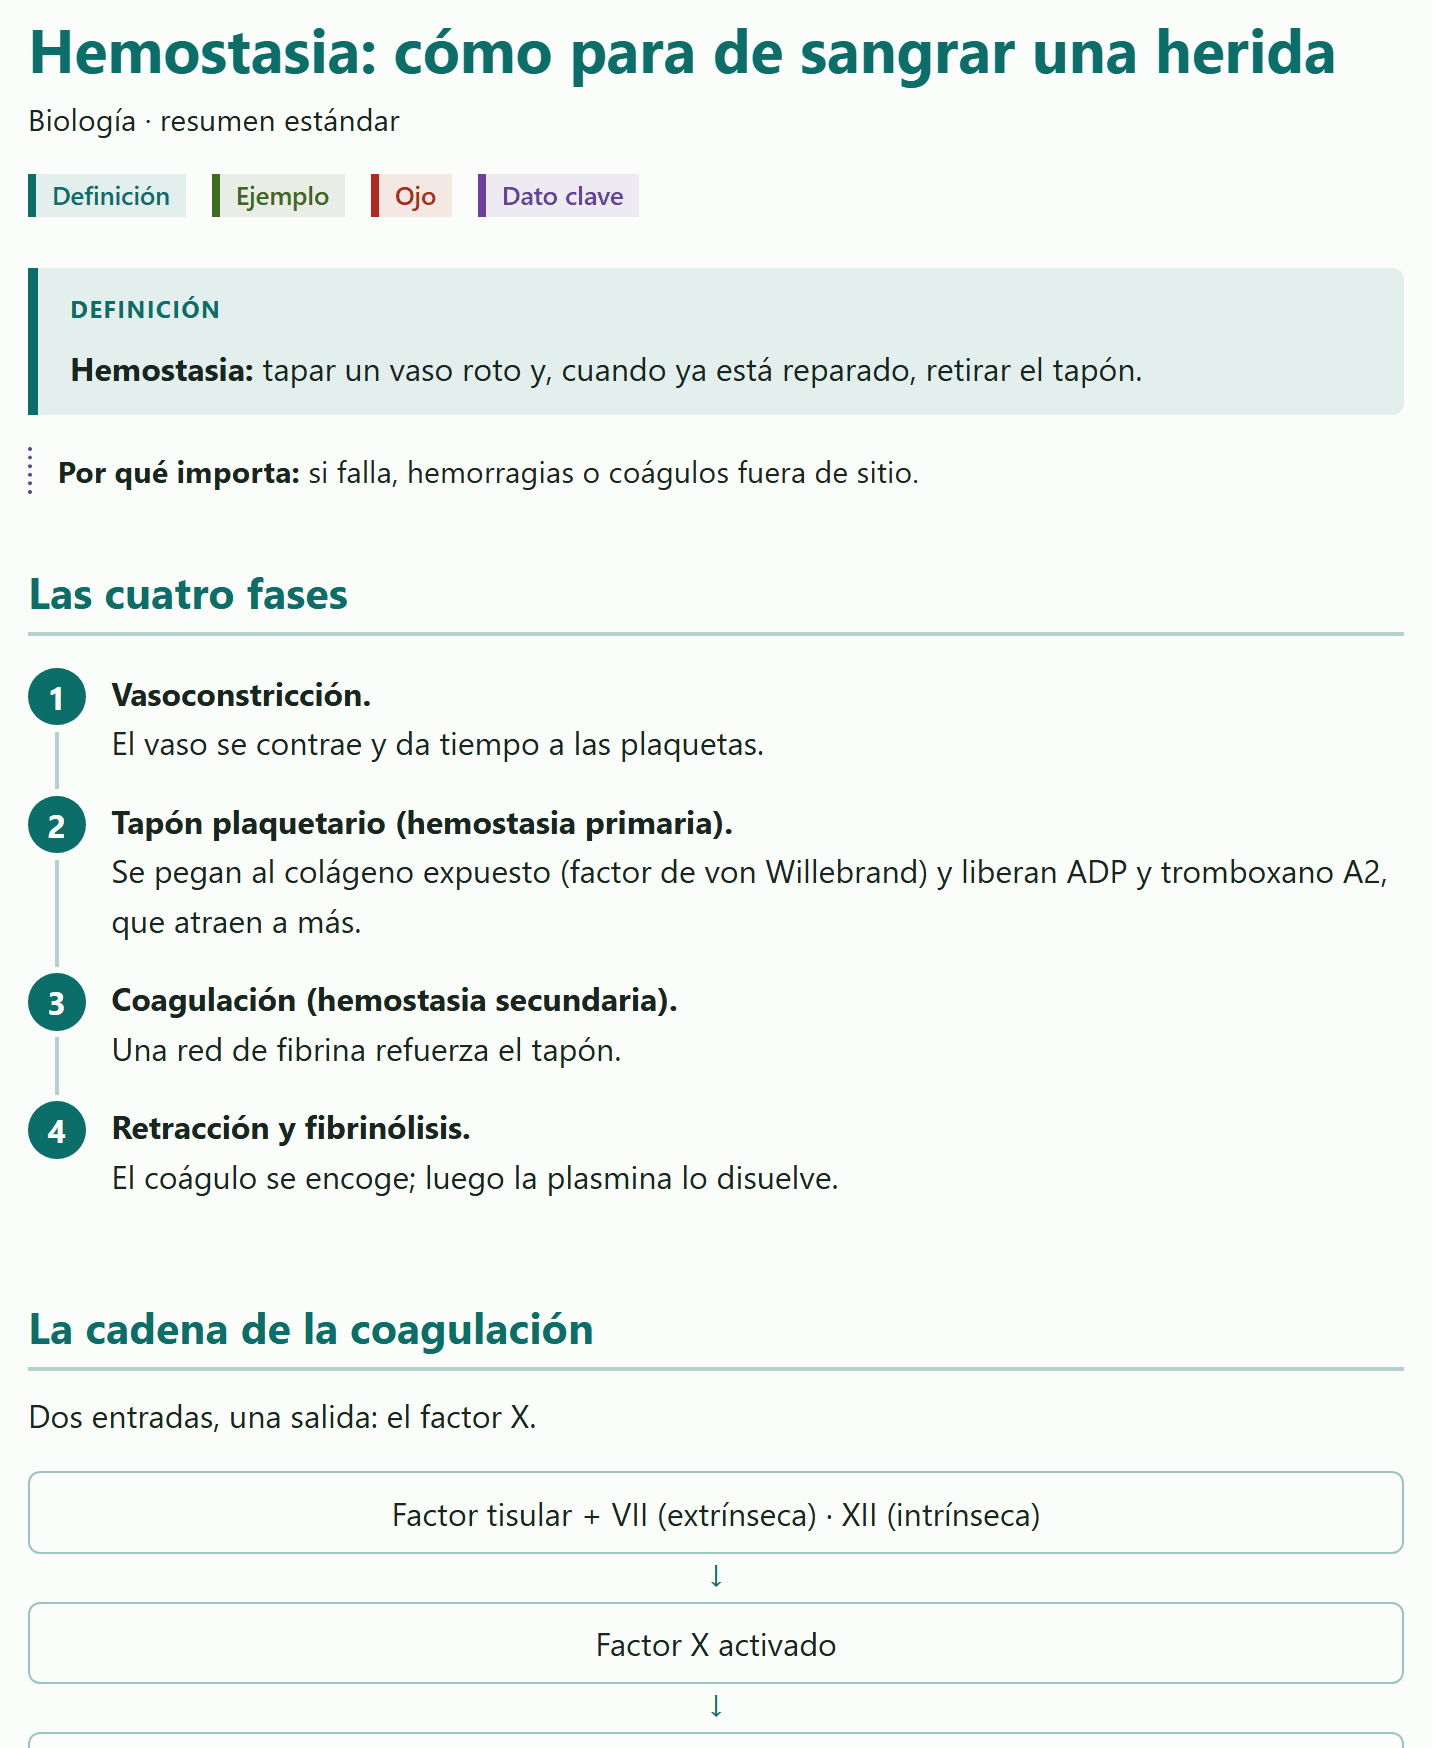 Hemostasia: cómo para de sangrar una herida
Biología · resumen estándar
Definición Ejemplo Ojo Dato clave
DEFINICIÓN
Hemostasia: tapar un vaso roto y, cuando ya está reparado, retirar el tapón.
Por qué importa: si falla, hemorragias o coágulos fuera de sitio.
Las cuatro fases
1 Vasoconstricción.
El vaso se contrae y da tiempo a las plaquetas.
2 Tapón plaquetario (hemostasia primaria).
Se pegan al colágeno expuesto (factor de von Willebrand) y liberan ADP y tromboxano A2,
que atraen a más.
3 Coagulación (hemostasia secundaria).
Una red de fibrina refuerza el tapón.
4 Retracción y fibrinólisis.
El coágulo se encoge; luego la plasmina lo disuelve.
La cadena de la coagulación
Dos entradas, una salida: el factor X.
Factor tisular + VII (extrínseca) · XII (intrínseca)
↓
Factor X activado
↓